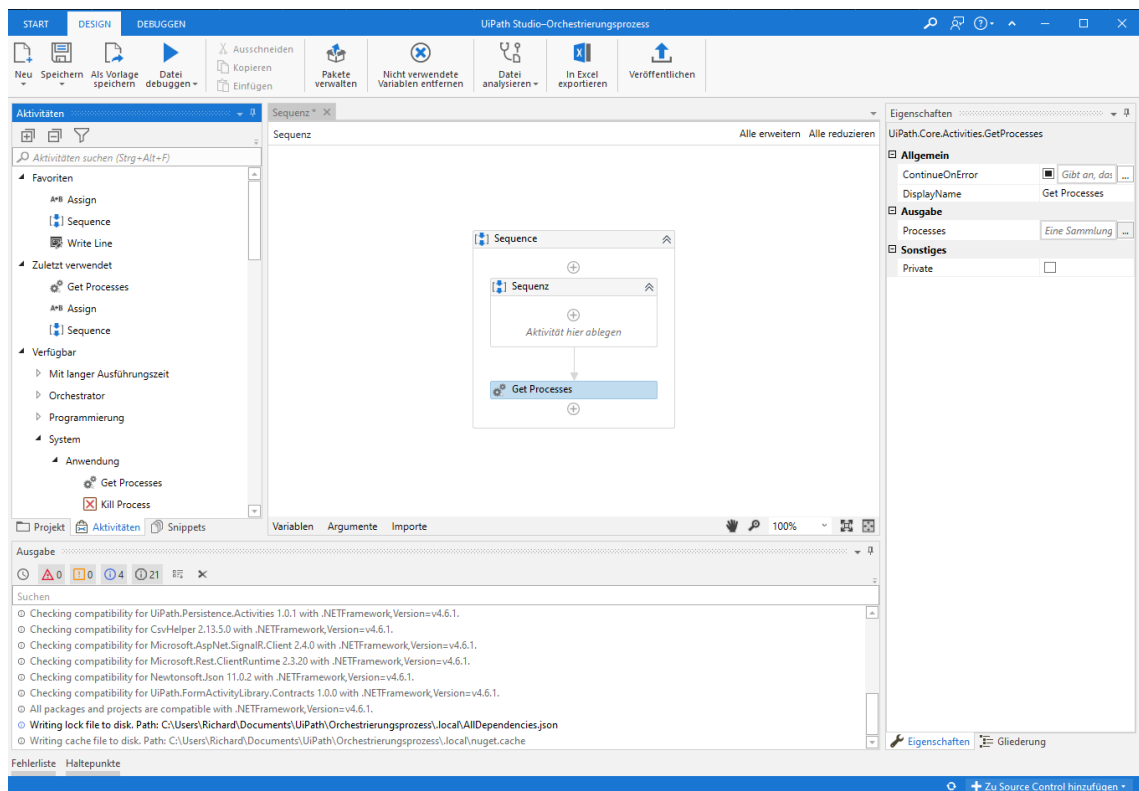 START DESIGN DEBUGGEN UiPath Studio–Orchestrierungsprozess
Neu Speichern Als Vorlage speichern Datei debuggen
Ausschneiden
Kopieren
Einfügen
Pakete verwalten Nicht verwendete Variablen entfernen Datei analysieren In Excel exportieren Veröffentlichen
Aktivitäten
Aktivitäten suchen (Strg+Alt+F)
Favoriten
A*B Assign
Sequence
Write Line
Zuletzt verwendet
Get Processes
A*B Assign
Sequence
Verfügbar
Mit langer Ausführungszeit
Orchestrator
Programmierung
System
Anwendung
Get Processes
Kill Process
Projekt Aktivitäten Snippets
Sequenz*
Sequenz Alle erweitern Alle reduzieren
Sequence
Sequenz
Aktivität hier ablegen
Get Processes
Variablen Argumente Importe 100%
Eigenschaften
UiPath.Core.Activities.GetProcesses
Allgemein
ContinueOnError Gibt an, das ...
DisplayName Get Processes
Ausgabe
Processes Eine Sammlung ...
Sonstiges
Private
Eigenschaften Gliederung
Ausgabe
0 0 4 21
Suchen
Checking compatibility for UiPath.Persistence.Activities 1.0.1 with .NETFramework,Version=v4.6.1.
Checking compatibility for CsvHelper 2.13.5.0 with .NETFramework,Version=v4.6.1.
Checking compatibility for Microsoft.AspNet.SignalR.Client 2.4.0 with .NETFramework,Version=v4.6.1.
Checking compatibility for Microsoft.Rest.ClientRuntime 2.3.20 with .NETFramework,Version=v4.6.1.
Checking compatibility for Newtonsoft.Json 11.0.2 with .NETFramework,Version=v4.6.1.
Checking compatibility for UiPath.FormActivityLibrary.Contracts 1.0.0 with .NETFramework,Version=v4.6.1.
All packages and projects are compatible with .NETFramework,Version=v4.6.1.
Writing lock file to disk. Path: C:\Users\Richard\Documents\UiPath\Orchestrierungsprozess\.local\AllDependencies.json
Writing cache file to disk. Path: C:\Users\Richard\Documents\UiPath\Orchestrierungsprozess\.local\nuget.cache
Fehlerliste Haltepunkte
Zu Source Control hinzufügen